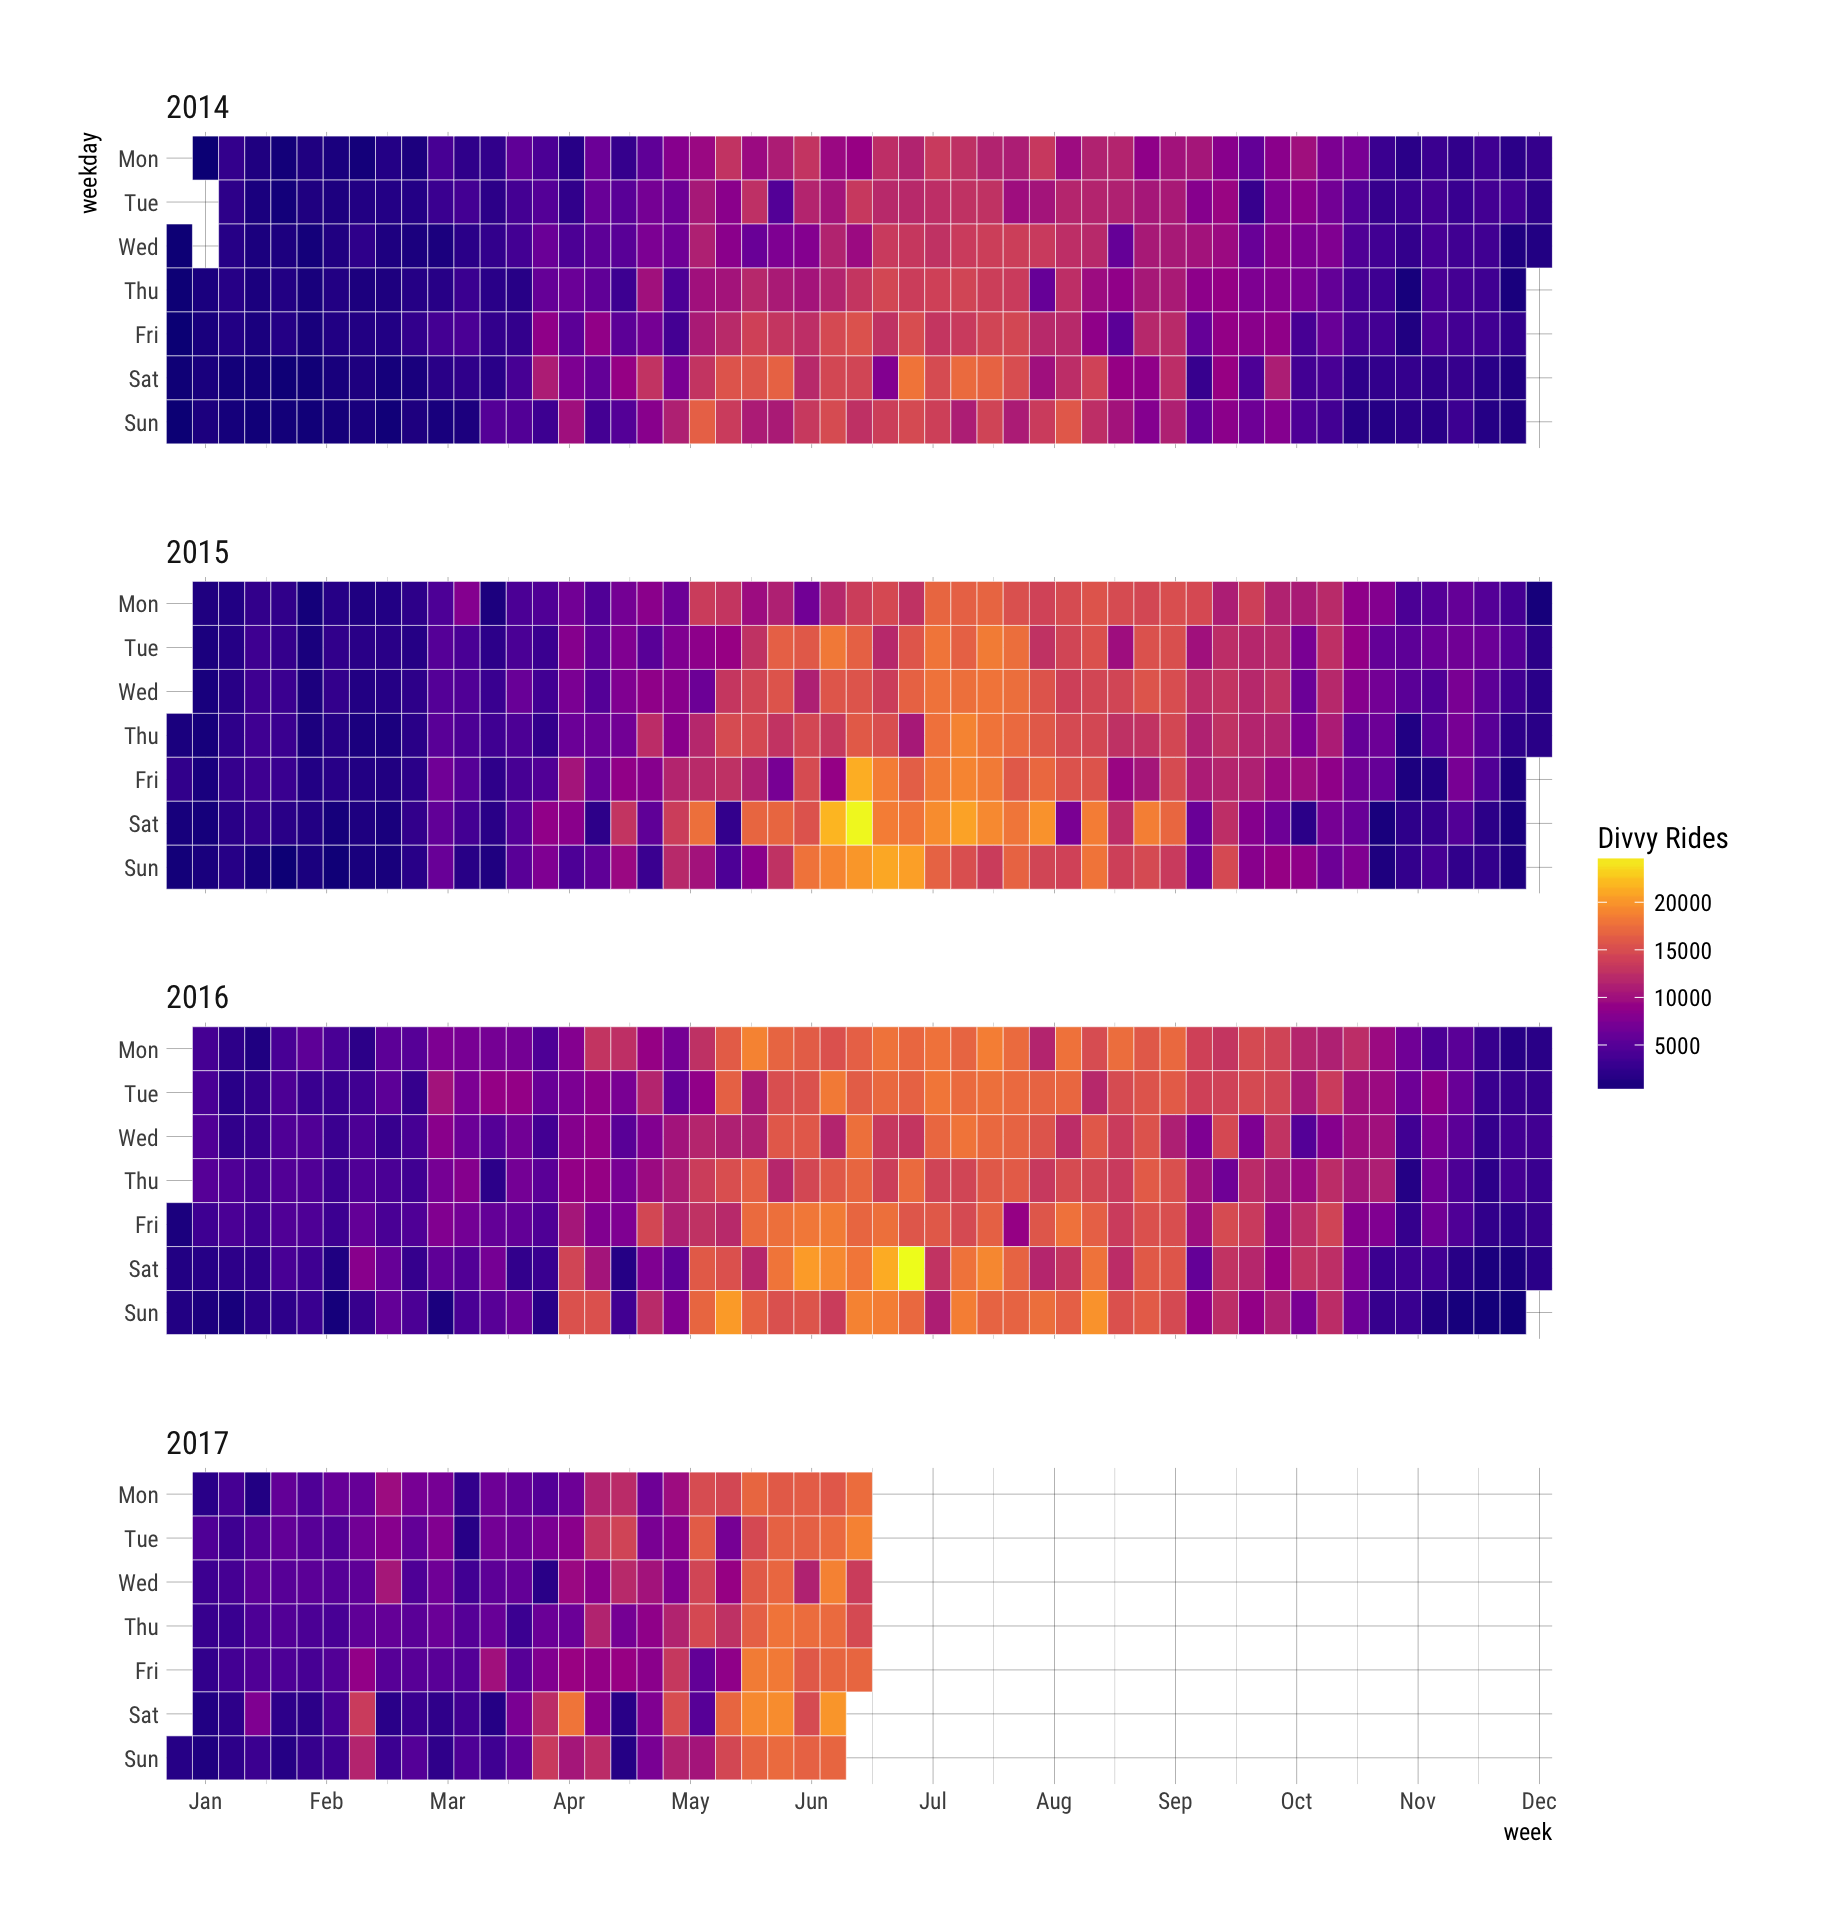 2014
weekday
Mon
Tue
Wed
Thu
Fri
Sat
Sun
2015
Mon
Tue
Wed
Thu
Fri
Sat
Sun
Divvy Rides
20000
15000
10000
5000
2016
Mon
Tue
Wed
Thu
Fri
Sat
Sun
2017
Mon
Tue
Wed
Thu
Fri
Sat
Sun
Jan Feb Mar Apr May Jun Jul Aug Sep Oct Nov Dec
week